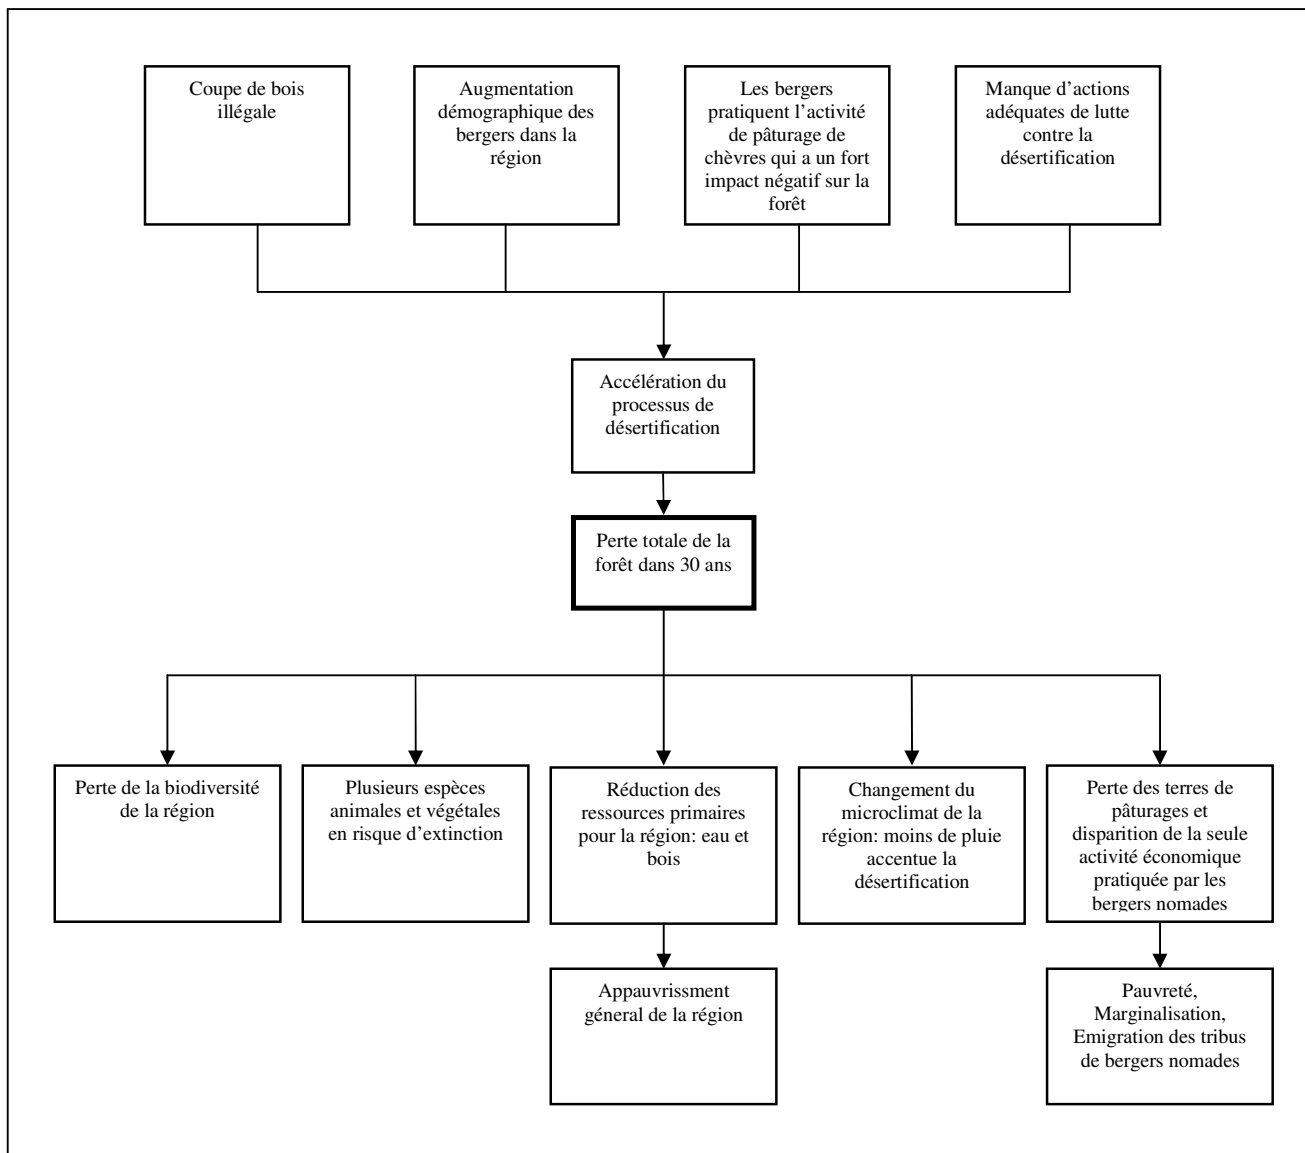 Coupe de bois
illégale
Augmentation
démographique des
bergers dans la
région
Les bergers
pratiquent l’activité
de pâturage de
chèvres qui a un fort
impact négatif sur la
forêt
Manque d’actions
adéquates de lutte
contre la
désertification
Accélération du
processus de
désertification
Perte totale de la
forêt dans 30 ans
Perte de la biodiversité
de la région
Plusieurs espèces
animales et végétales
en risque d’extinction
Réduction des
ressources primaires
pour la région: eau et
bois
Changement du
microclimat de la
région: moins de pluie
accentue la
désertification
Perte des terres de
pâturages et
disparition de la seule
activité économique
pratiquée par les
bergers nomades
Appauvrissment
géneral de la région
Pauvreté,
Marginalisation,
Emigration des tribus
de bergers nomades